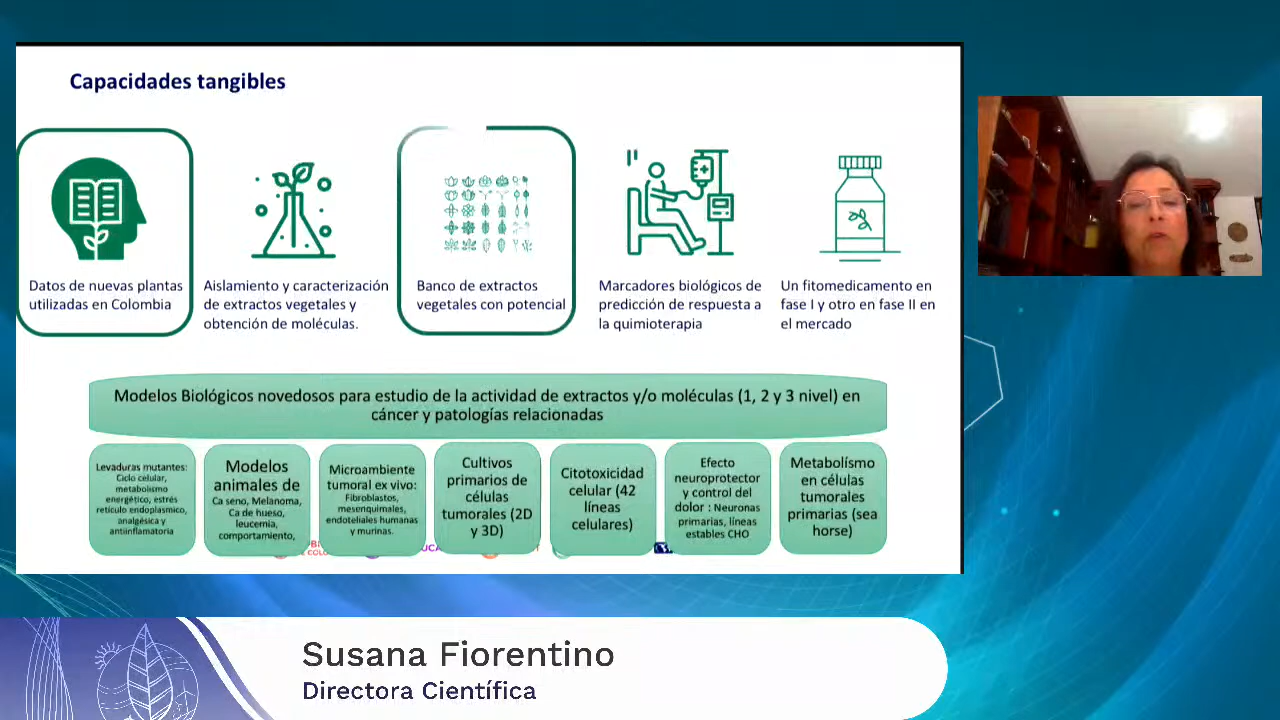 Capacidades tangibles
Datos de nuevas plantas
utilizadas en Colombia
Aislamiento y caracterización
de extractos vegetales y
obtención de moléculas.
Banco de extractos
vegetales con potencial
Marcadores biológicos de
predicción de respuesta a
la quimioterapia
Un fitomedicamento en
fase I y otro en fase II en
el mercado
Modelos Biológicos novedosos para estudio de la actividad de extractos y/o moléculas (1, 2 y 3 nivel) en
cáncer y patologías relacionadas
Levaduras mutantes:
Ciclo celular,
metabolismo
energético, estrés
retículo endoplásmico,
analgésica y
antiinflamatoria
Modelos
animales de
Ca seno, Melanoma,
Ca de hueso,
leucemia,
comportamiento,
Microambiente
tumoral ex vivo:
Fibroblastos,
mesenquimales,
endoteliales humanas
y murinas.
Cultivos
primarios de
células
tumorales (2D
y 3D)
Citotoxicidad
celular (42
líneas
celulares)
Efecto
neuroprotector
y control del
dolor : Neuronas
primarias, líneas
estables CHO
Metabolísmo
en células
tumorales
primarias (sea
horse)
Susana Fiorentino
Directora Científica